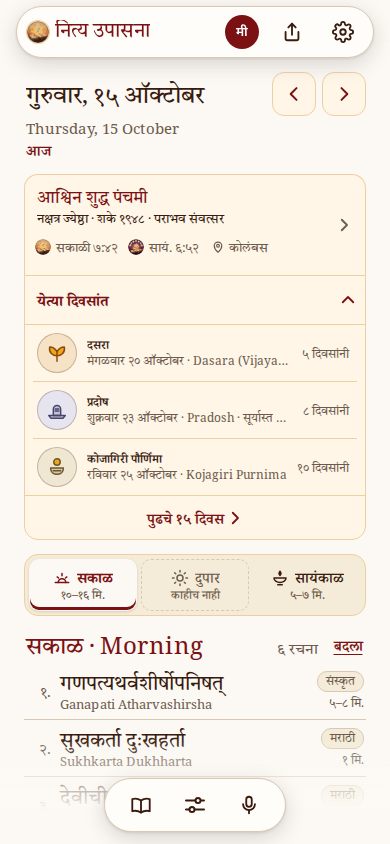 नित्य उपासना
मी
गुरुवार, १५ ऑक्टोबर
Thursday, 15 October
आज
आश्विन शुद्ध पंचमी
नक्षत्र ज्येष्ठा · शके १९४८ · पराभव संवत्सर
सकाळी ७:४२ सायं. ६:५२ कोलंबस
येत्या दिवसांत
दसरा
मंगळवार २० ऑक्टोबर · Dasara (Vijaya...
५ दिवसांनी
प्रदोष
शुक्रवार २३ ऑक्टोबर · Pradosh · सूर्यास्त ...
८ दिवसांनी
कोजागिरी पौर्णिमा
रविवार २५ ऑक्टोबर · Kojagiri Purnima
१० दिवसांनी
पुढचे १५ दिवस
सकाळ
१०–१६ मि.
दुपार
काहीच नाही
सायंकाळ
५–७ मि.
सकाळ · Morning
६ रचना बदला
१. गणपत्यथर्वशीर्षोपनिषत्
Ganapati Atharvashirsha
संस्कृत
५–८ मि.
२. सुखकर्ता दुःखहर्ता
Sukhkarta Dukhharta
मराठी
१ मि.
मराठी